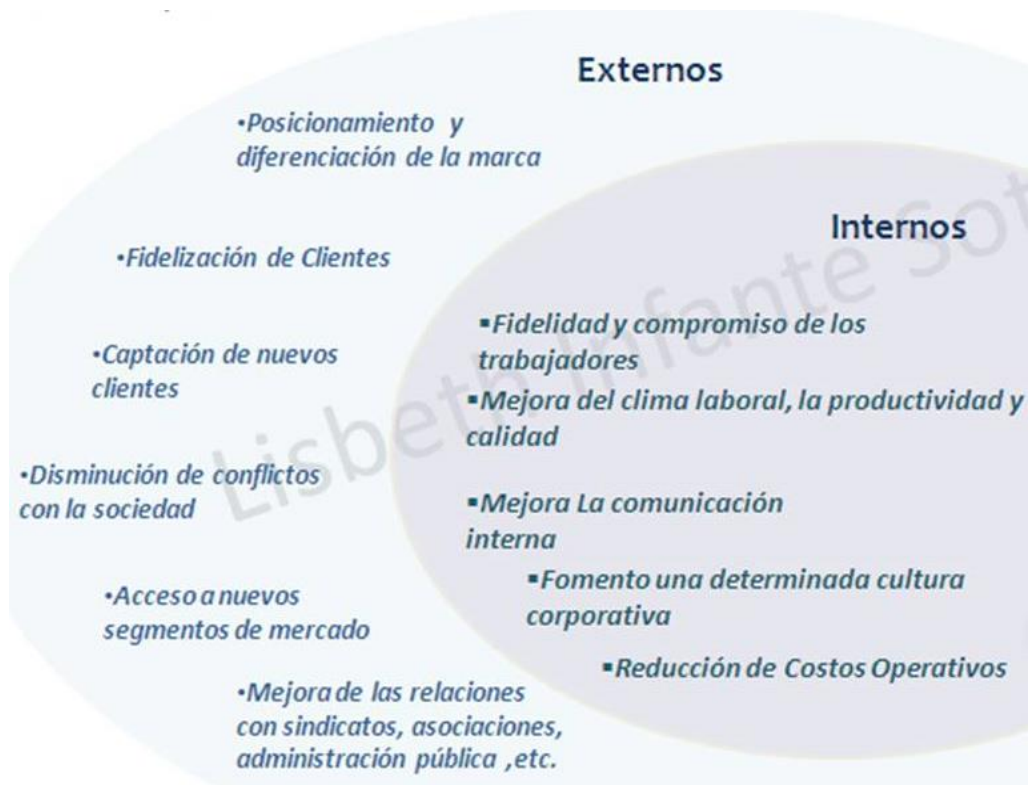 Externos
•Posicionamiento y
diferenciación de la marca
•Fidelización de Clientes
•Captación de nuevos
clientes
•Disminución de conflictos
con la sociedad
•Acceso a nuevos
segmentos de mercado
•Mejora de las relaciones
con sindicatos, asociaciones,
administración pública ,etc.
Internos
▪Fidelidad y compromiso de los
trabajadores
▪Mejora del clima laboral, la productividad y
calidad
▪Mejora La comunicación
interna
▪Fomento una determinada cultura
corporativa
▪Reducción de Costos Operativos
Lisbeth Infante Sot